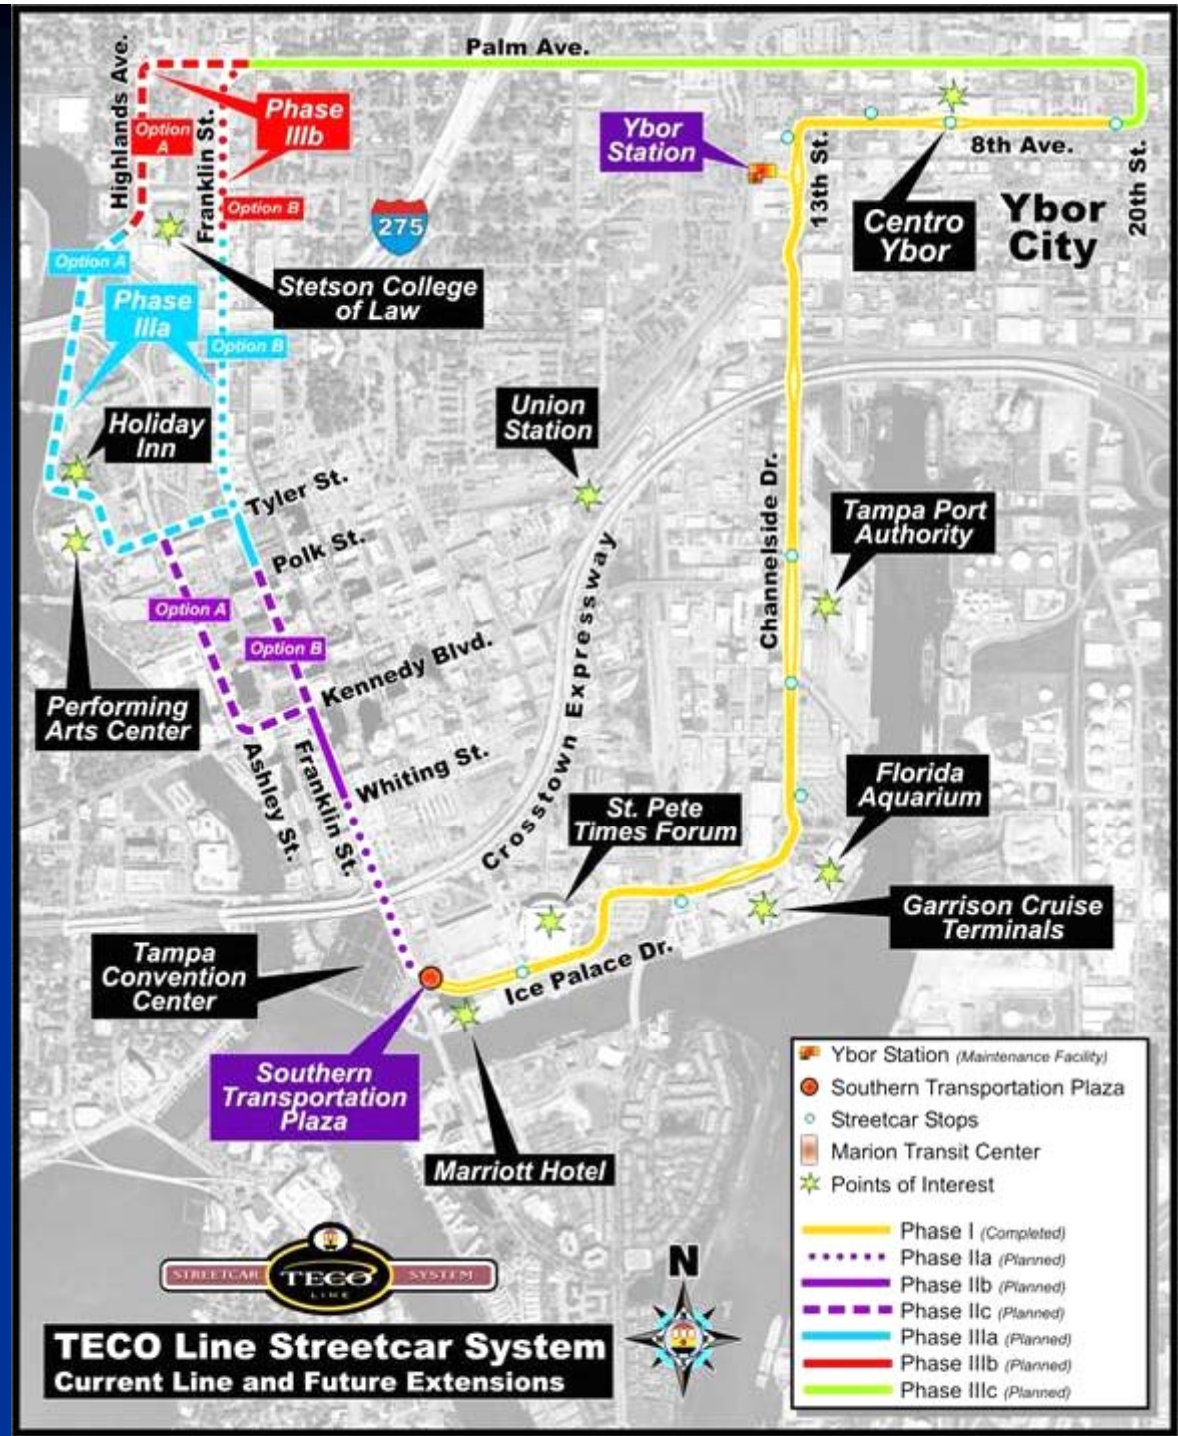 Palm Ave.
Highlands Ave.
Franklin St.
Phase
IIIb
Option
A
Option B
Ybor
Station
13th St.
8th Ave.
20th St.
Centro
Ybor
Ybor
City
275
Stetson College
of Law
Option A
Phase
IIIa
Option B
Holiday
Inn
Union
Station
Tyler St.
Polk St.
Tampa Port
Authority
Channelside Dr.
Crosstown Expressway
Option A
Option B
Kennedy Blvd.
Performing
Arts Center
Ashley St.
Franklin St.
Whiting St.
St. Pete
Times Forum
Florida
Aquarium
Garrison Cruise
Terminals
Tampa
Convention
Center
Ice Palace Dr.
Southern
Transportation
Plaza
Marriott Hotel
Ybor Station (Maintenance Facility)
Southern Transportation Plaza
Streetcar Stops
Marion Transit Center
Points of Interest
Phase I (Completed)
Phase IIa (Planned)
Phase IIb (Planned)
Phase IIc (Planned)
Phase IIIa (Planned)
Phase IIIb (Planned)
Phase IIIc (Planned)
N
STREETCAR TECO SYSTEM
LINE
TECO Line Streetcar System
Current Line and Future Extensions